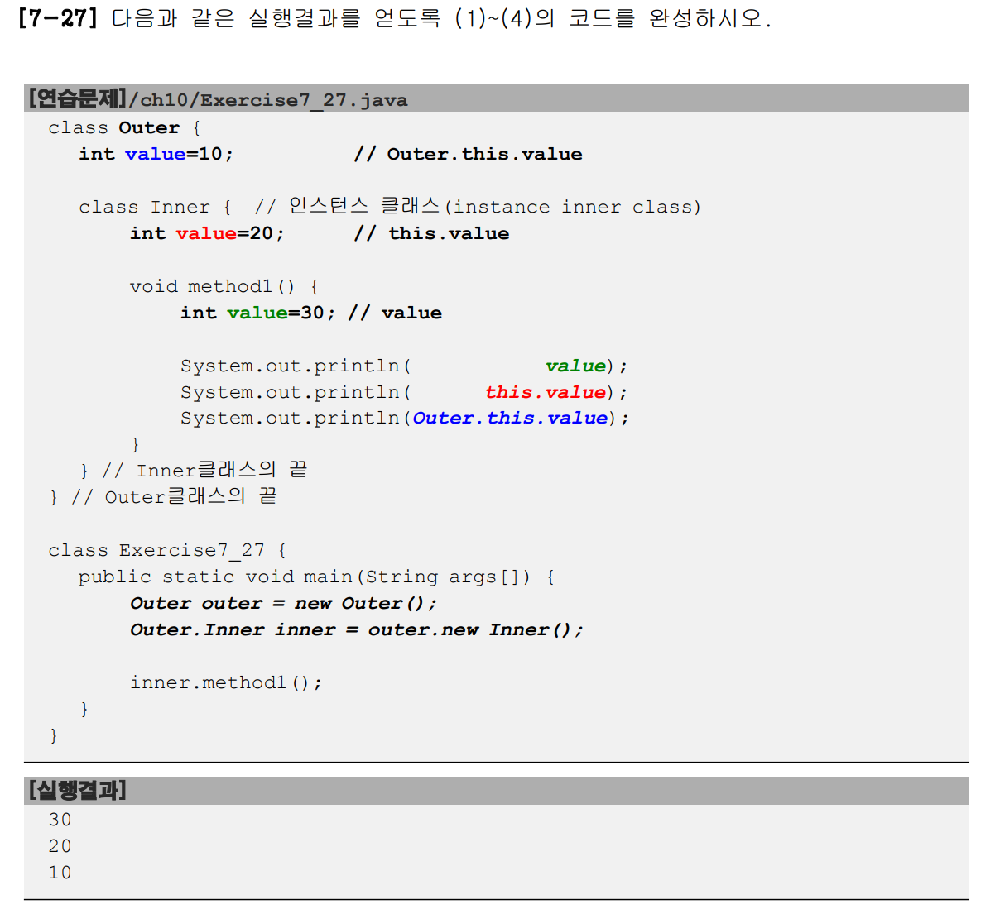 [7-27] 다음과 같은 실행결과를 얻도록 (1)~(4)의 코드를 완성하시오.
[연습문제]/ch10/Exercise7_27.java
class Outer {
int value=10; // Outer.this.value
class Inner { // 인스턴스 클래스(instance inner class)
int value=20; // this.value
void method1() {
int value=30; // value
System.out.println( value);
System.out.println( this.value);
System.out.println(Outer.this.value);
}
} // Inner클래스의 끝
} // Outer클래스의 끝
class Exercise7_27 {
public static void main(String args[]) {
Outer outer = new Outer();
Outer.Inner inner = outer.new Inner();
inner.method1();
}
}
[실행결과]
30
20
10